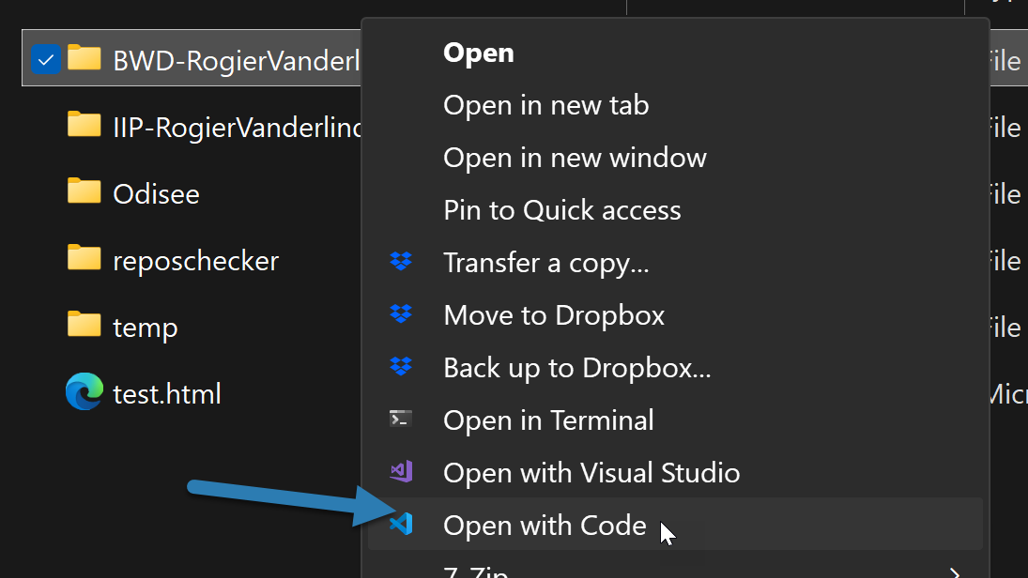 BWD-RogierVanderl
IIP-RogierVanderlind
Odisee
reposchecker
temp
test.html
Open
Open in new tab
Open in new window
Pin to Quick access
Transfer a copy...
Move to Dropbox
Back up to Dropbox...
Open in Terminal
Open with Visual Studio
Open with Code
7-Zip
File
File
File
File
File
Micr